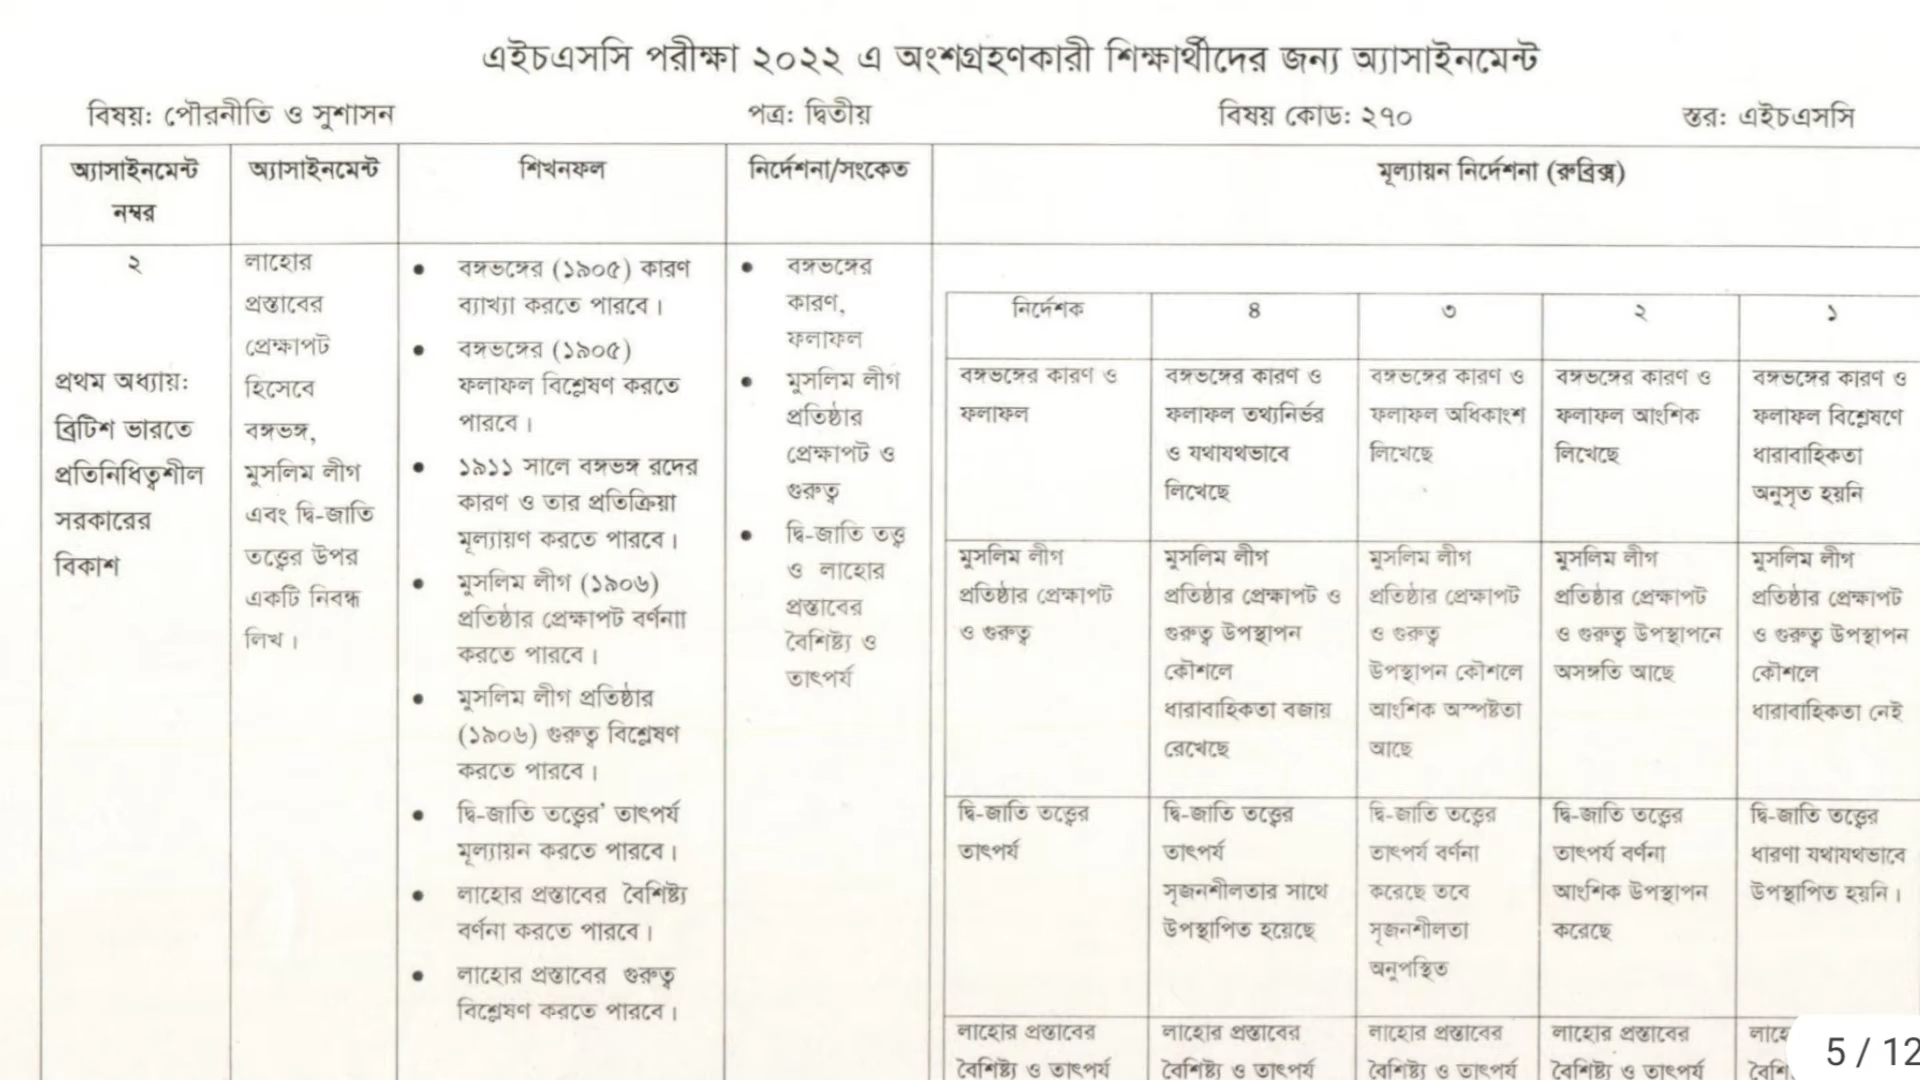 এইচএসসি পরীক্ষা ২০২২ এ অংশগ্রহণকারী শিক্ষার্থীদের জন্য অ্যাসাইনমেন্ট
বিষয়: পৌরনীতি ও সুশাসন পত্র: দ্বিতীয় বিষয় কোড: ২৭০ স্তর: এইচএসসি
অ্যাসাইনমেন্ট
নম্বর
অ্যাসাইনমেন্ট
শিখনফল
নির্দেশনা/সংকেত
মূল্যায়ন নির্দেশনা (রুব্রিক্স)
২
প্রথম অধ্যায়:
ব্রিটিশ ভারতে
প্রতিনিধিত্বশীল
সরকারের
বিকাশ
লাহোর
প্রস্তাবের
প্রেক্ষাপট
হিসেবে
বঙ্গভঙ্গ,
মুসলিম লীগ
এবং দ্বি-জাতি
তত্ত্বের উপর
একটি নিবন্ধ
লিখ।
• বঙ্গভঙ্গের (১৯০৫) কারণ
ব্যাখ্যা করতে পারবে।
• বঙ্গভঙ্গের (১৯০৫)
ফলাফল বিশ্লেষণ করতে
পারবে।
• ১৯১১ সালে বঙ্গভঙ্গ রদের
কারণ ও তার প্রতিক্রিয়া
মূল্যায়ণ করতে পারবে।
• মুসলিম লীগ (১৯০৬)
প্রতিষ্ঠার প্রেক্ষাপট বর্ণনাা
করতে পারবে।
• মুসলিম লীগ প্রতিষ্ঠার
(১৯০৬) গুরুত্ব বিশ্লেষণ
করতে পারবে।
• দ্বি-জাতি তত্ত্বের' তাৎপর্য
মূল্যায়ন করতে পারবে।
• লাহোর প্রস্তাবের বৈশিষ্ট্য
বর্ণনা করতে পারবে।
• লাহোর প্রস্তাবের গুরুত্ব
বিশ্লেষণ করতে পারবে।
• বঙ্গভঙ্গের
কারণ,
ফলাফল
• মুসলিম লীগ
প্রতিষ্ঠার
প্রেক্ষাপট ও
গুরুত্ব
• দ্বি-জাতি তত্ত্ব
ও লাহোর
প্রস্তাবের
বৈশিষ্ট্য ও
তাৎপর্য
নির্দেশক ৪ ৩ ২ ১
বঙ্গভঙ্গের কারণ ও
ফলাফল
বঙ্গভঙ্গের কারণ ও
ফলাফল তথ্যনির্ভর
ও যথাযথভাবে
লিখেছে
বঙ্গভঙ্গের কারণ ও
ফলাফল অধিকাংশ
লিখেছে
বঙ্গভঙ্গের কারণ ও
ফলাফল আংশিক
লিখেছে
বঙ্গভঙ্গের কারণ ও
ফলাফল বিশ্লেষণে
ধারাবাহিকতা
অনুসৃত হয়নি
মুসলিম লীগ
প্রতিষ্ঠার প্রেক্ষাপট
ও গুরুত্ব
মুসলিম লীগ
প্রতিষ্ঠার প্রেক্ষাপট ও
গুরুত্ব উপস্থাপন
কৌশলে
ধারাবাহিকতা বজায়
রেখেছে
মুসলিম লীগ
প্রতিষ্ঠার প্রেক্ষাপট
ও গুরুত্ব
উপস্থাপন কৌশলে
আংশিক অস্পষ্টতা
আছে
মুসলিম লীগ
প্রতিষ্ঠার প্রেক্ষাপট
ও গুরুত্ব উপস্থাপনে
অসঙ্গতি আছে
মুসলিম লীগ
প্রতিষ্ঠার প্রেক্ষাপট
ও গুরুত্ব উপস্থাপন
কৌশলে
ধারাবাহিকতা নেই
দ্বি-জাতি তত্ত্বের
তাৎপর্য
দ্বি-জাতি তত্ত্বের
তাৎপর্য
সৃজনশীলতার সাথে
উপস্থাপিত হয়েছে
দ্বি-জাতি তত্ত্বের
তাৎপর্য বর্ণনা
করেছে তবে
সৃজনশীলতা
অনুপস্থিত
দ্বি-জাতি তত্ত্বের
তাৎপর্য বর্ণনা
আংশিক উপস্থাপন
করেছে
দ্বি-জাতি তত্ত্বের
ধারণা যথাযথভাবে
উপস্থাপিত হয়নি।
লাহোর প্রস্তাবের
বৈশিষ্ট্য ও তাৎপর্য
লাহোর প্রস্তাবের
বৈশিষ্ট্য ও তাৎপর্য
লাহোর প্রস্তাবের
বৈশিষ্ট্য ও তাৎপর্য
লাহোর প্রস্তাবের
বৈশিষ্ট্য ও তাৎপর্য
5 / 12